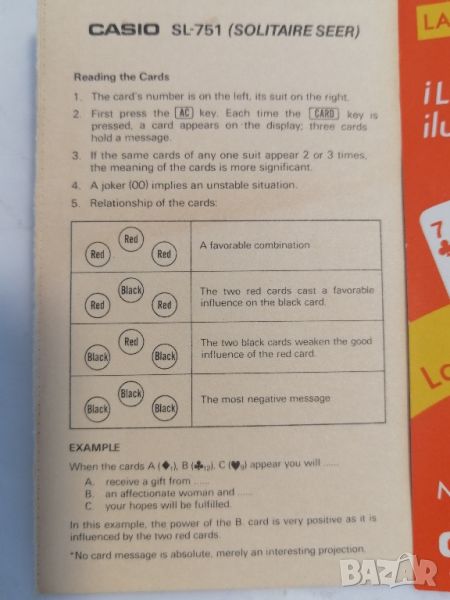 CASIO SL-751 (SOLITAIRE SEER)
Reading the Cards
1. The card's number is on the left, its suit on the right.
2. First press the AC key. Each time the CARD key is
pressed, a card appears on the display; three cards
hold a message.
3. If the same cards of any one suit appear 2 or 3 times,
the meaning of the cards is more significant.
4. A joker (00) implies an unstable situation.
5. Relationship of the cards:
Red Red Red A favorable combination
Red Black Red The two red cards cast a favorable
influence on the black card.
Black Red Black The two black cards weaken the good
influence of the red card.
Black Black Black The most negative message
EXAMPLE
When the cards A (♦1), B (♣12), C (♥9) appear you will ......
A. receive a gift from ......
B. an affectionate woman and ......
C. your hopes will be fulfilled.
In this example, the power of the B. card is very positive as it is
influenced by the two red cards.
*No card message is absolute, merely an interesting projection.
LA
¡L
ilu
7
Lo
N
BAZAR.bg